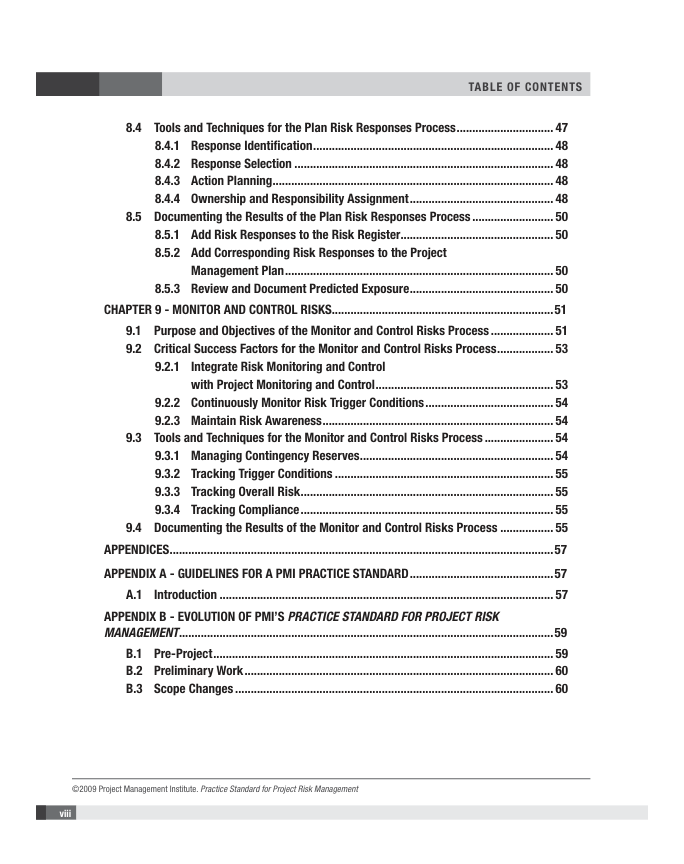 TABLE OF CONTENTS
8.4 Tools and Techniques for the Plan Risk Responses Process............................... 47
8.4.1 Response Identification............................................................................. 48
8.4.2 Response Selection ................................................................................... 48
8.4.3 Action Planning.......................................................................................... 48
8.4.4 Ownership and Responsibility Assignment.............................................. 48
8.5 Documenting the Results of the Plan Risk Responses Process .......................... 50
8.5.1 Add Risk Responses to the Risk Register................................................. 50
8.5.2 Add Corresponding Risk Responses to the Project
Management Plan...................................................................................... 50
8.5.3 Review and Document Predicted Exposure.............................................. 50
CHAPTER 9 - MONITOR AND CONTROL RISKS.......................................................................51
9.1 Purpose and Objectives of the Monitor and Control Risks Process .................... 51
9.2 Critical Success Factors for the Monitor and Control Risks Process.................. 53
9.2.1 Integrate Risk Monitoring and Control
with Project Monitoring and Control......................................................... 53
9.2.2 Continuously Monitor Risk Trigger Conditions ......................................... 54
9.2.3 Maintain Risk Awareness.......................................................................... 54
9.3 Tools and Techniques for the Monitor and Control Risks Process ...................... 54
9.3.1 Managing Contingency Reserves.............................................................. 54
9.3.2 Tracking Trigger Conditions ...................................................................... 55
9.3.3 Tracking Overall Risk................................................................................. 55
9.3.4 Tracking Compliance................................................................................. 55
9.4 Documenting the Results of the Monitor and Control Risks Process ................. 55
APPENDICES..........................................................................................................................57
APPENDIX A - GUIDELINES FOR A PMI PRACTICE STANDARD..............................................57
A.1 Introduction ........................................................................................................... 57
APPENDIX B - EVOLUTION OF PMI’S PRACTICE STANDARD FOR PROJECT RISK
MANAGEMENT.......................................................................................................................59
B.1 Pre-Project............................................................................................................. 59
B.2 Preliminary Work................................................................................................... 60
B.3 Scope Changes ...................................................................................................... 60
©2009 Project Management Institute. Practice Standard for Project Risk Management
viii